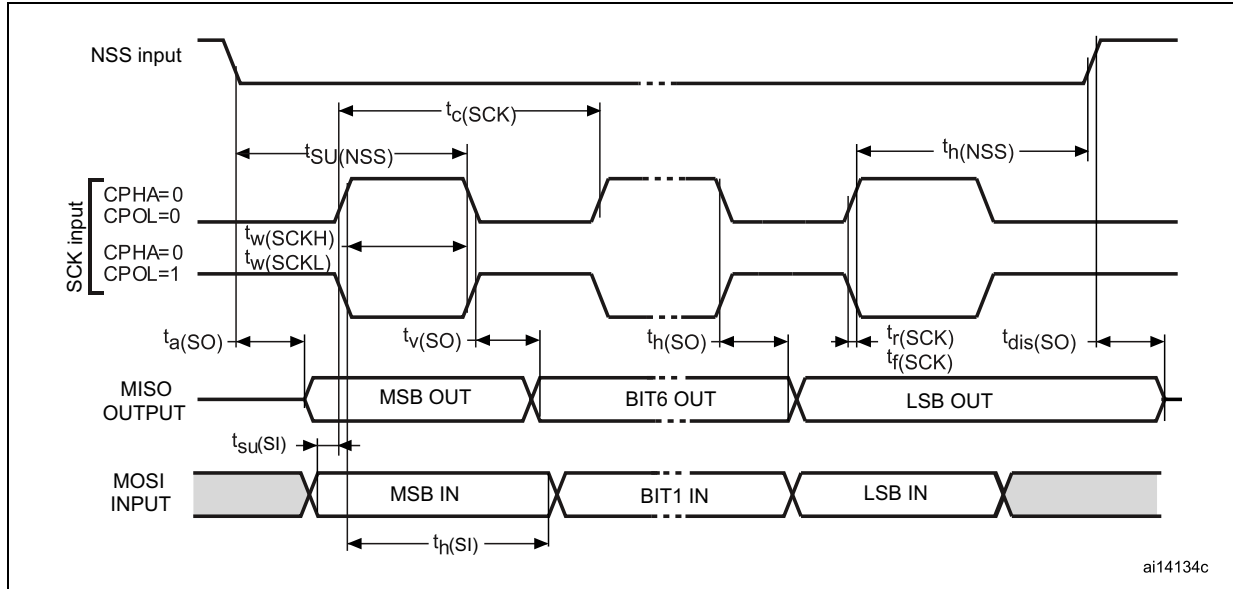 NSS input
tc(SCK)
tSU(NSS)
th(NSS)
SCK input
CPHA=0
CPOL=0
tw(SCKH)
CPHA=0
tw(SCKL)
CPOL=1
ta(SO)
tv(SO)
th(SO)
tr(SCK)
tf(SCK)
tdis(SO)
MISO
OUTPUT
MSB OUT
BIT6 OUT
LSB OUT
tsu(SI)
MOSI
INPUT
MSB IN
BIT1 IN
LSB IN
th(SI)
ai14134c